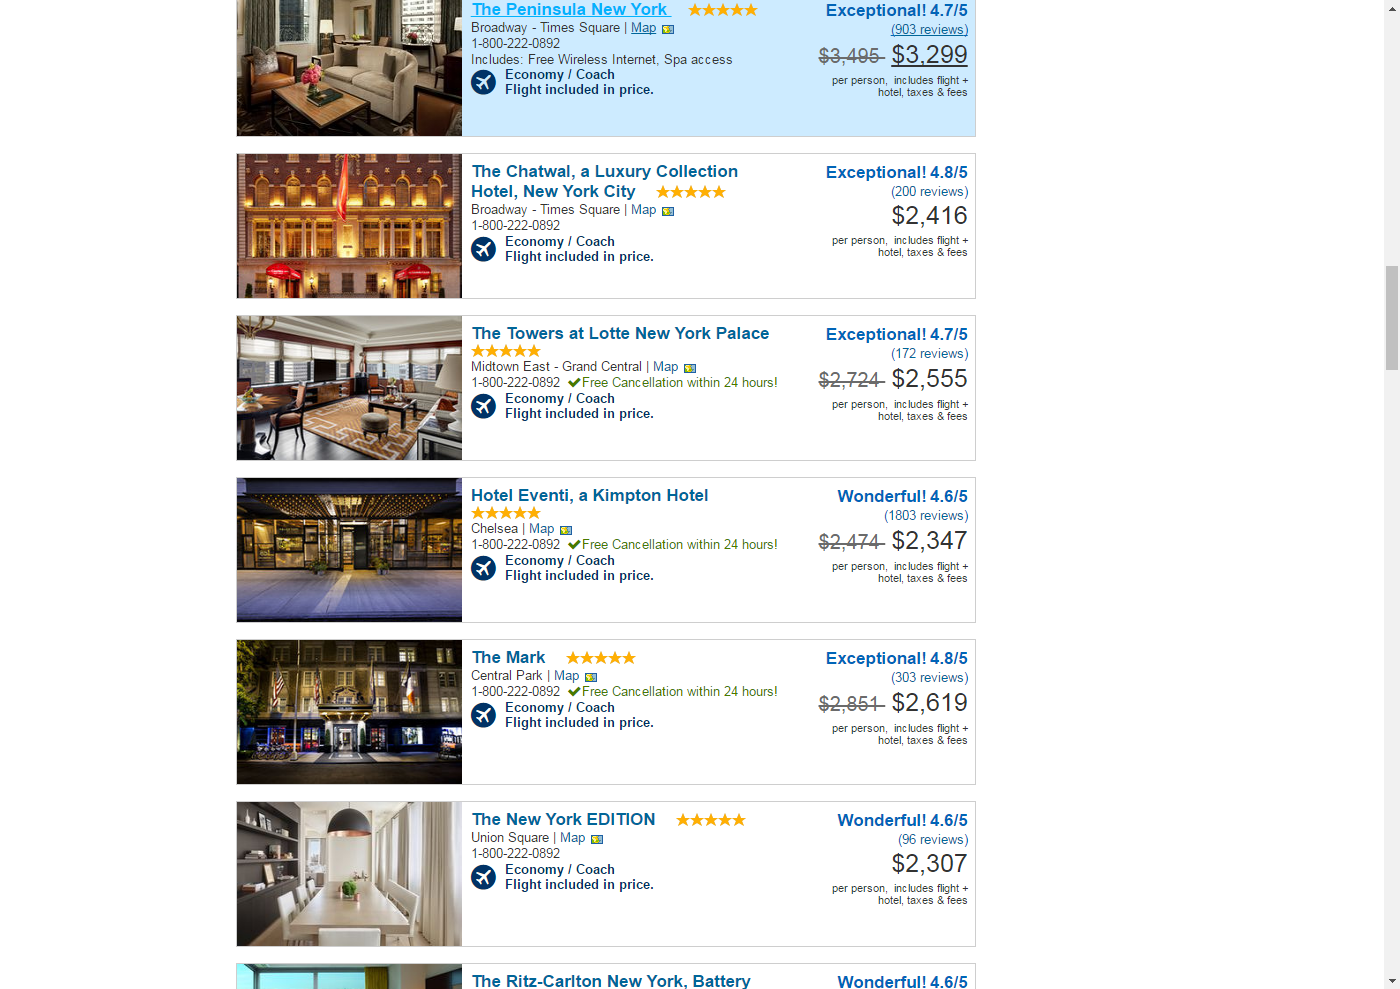 The Peninsula New York
Exceptional! 4.7/5
Broadway - Times Square | Map
(903 reviews)
1-800-222-0892
$3,495 $3,299
Includes: Free Wireless Internet, Spa access
Economy / Coach
Flight included in price.
per person, includes flight +
hotel, taxes & fees
The Chatwal, a Luxury Collection
Hotel, New York City
Exceptional! 4.8/5
(200 reviews)
Broadway - Times Square | Map
$2,416
1-800-222-0892
Economy / Coach
Flight included in price.
per person, includes flight +
hotel, taxes & fees
The Towers at Lotte New York Palace
Exceptional! 4.7/5
(172 reviews)
Midtown East - Grand Central | Map
$2,724 $2,555
1-800-222-0892 Free Cancellation within 24 hours!
Economy / Coach
Flight included in price.
per person, includes flight +
hotel, taxes & fees
Hotel Eventi, a Kimpton Hotel
Wonderful! 4.6/5
(1803 reviews)
Chelsea | Map
$2,474 $2,347
1-800-222-0892 Free Cancellation within 24 hours!
Economy / Coach
Flight included in price.
per person, includes flight +
hotel, taxes & fees
The Mark
Exceptional! 4.8/5
Central Park | Map
(303 reviews)
1-800-222-0892 Free Cancellation within 24 hours!
$2,851 $2,619
Economy / Coach
Flight included in price.
per person, includes flight +
hotel, taxes & fees
The New York EDITION
Wonderful! 4.6/5
Union Square | Map
(96 reviews)
1-800-222-0892
$2,307
Economy / Coach
Flight included in price.
per person, includes flight +
hotel, taxes & fees
The Ritz-Carlton New York, Battery
Wonderful! 4.6/5